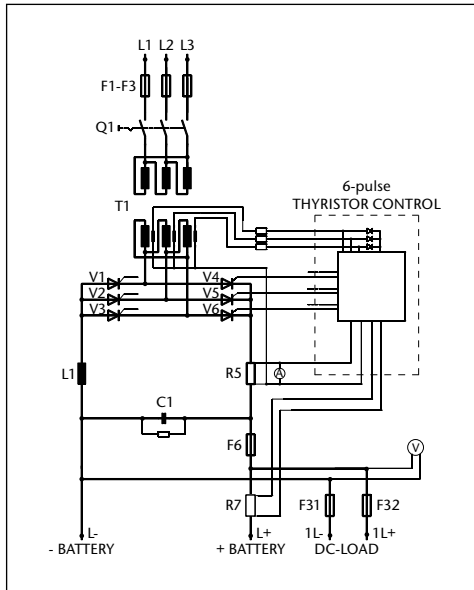 L1 L2 L3
F1-F3
Q1
6-pulse
THYRISTOR CONTROL
T1
V1 V4
V2 V5
V3 V6
L1 R5 A
C1
F6
V
R7 F31 F32
L- L+ 1L- 1L+
- BATTERY + BATTERY DC-LOAD